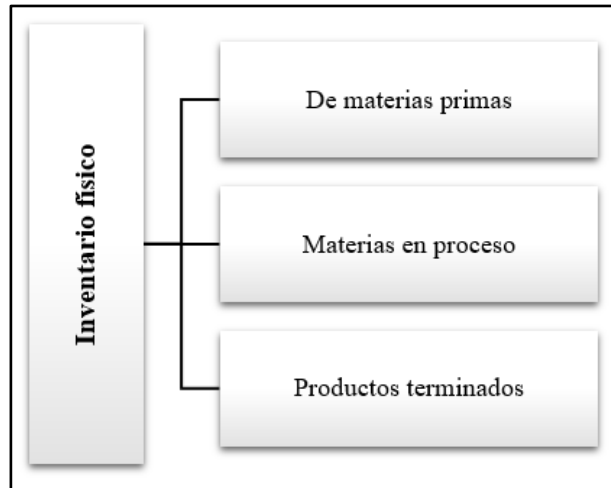 Inventario físico
De materias primas
Materias en proceso
Productos terminados